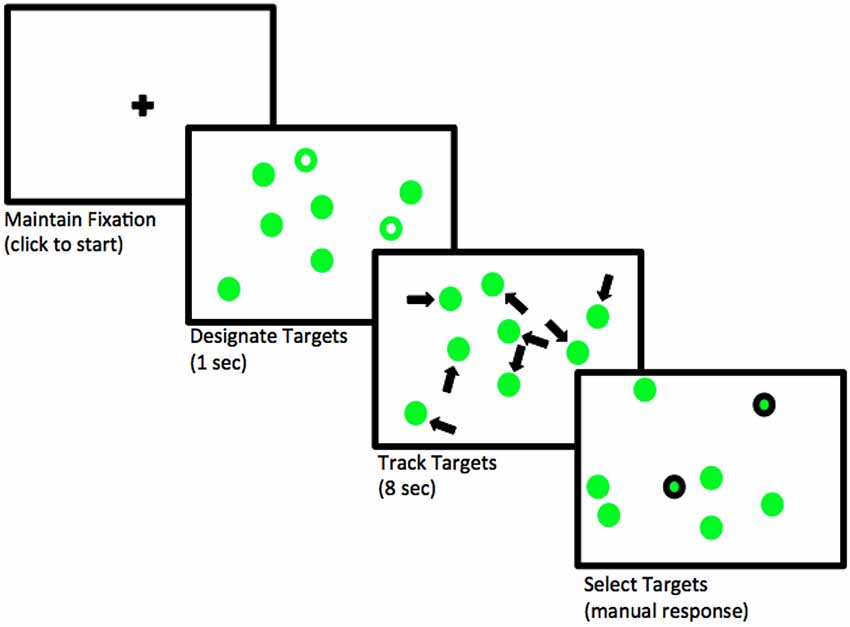 Maintain Fixation
(click to start)
Designate Targets
(1 sec)
Track Targets
(8 sec)
Select Targets
(manual response)